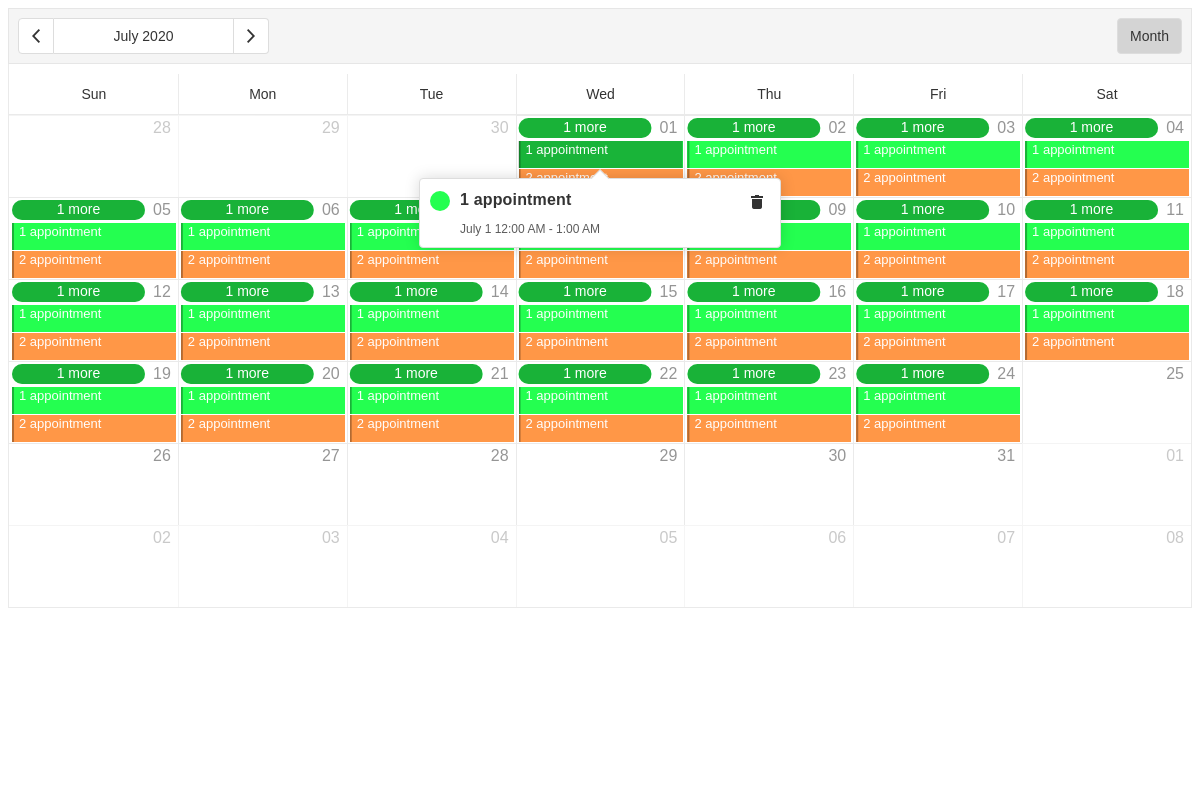 July 2020
Month
Sun Mon Tue Wed Thu Fri Sat
28 29 30 1 more 01 1 more 02 1 more 03 1 more 04
1 appointment 1 appointment 1 appointment 1 appointment
2 appointment 2 appointment 2 appointment 2 appointment
1 appointment
July 1 12:00 AM - 1:00 AM
1 more 05 1 more 06 09 1 more 10 1 more 11
1 appointment 1 appointment 1 appointment 1 appointment
2 appointment 2 appointment 2 appointment 2 appointment 2 appointment 2 appointment 2 appointment
1 more 12 1 more 13 1 more 14 1 more 15 1 more 16 1 more 17 1 more 18
1 appointment 1 appointment 1 appointment 1 appointment 1 appointment 1 appointment 1 appointment
2 appointment 2 appointment 2 appointment 2 appointment 2 appointment 2 appointment 2 appointment
1 more 19 1 more 20 1 more 21 1 more 22 1 more 23 1 more 24 25
1 appointment 1 appointment 1 appointment 1 appointment 1 appointment 1 appointment
2 appointment 2 appointment 2 appointment 2 appointment 2 appointment 2 appointment
26 27 28 29 30 31 01
02 03 04 05 06 07 08